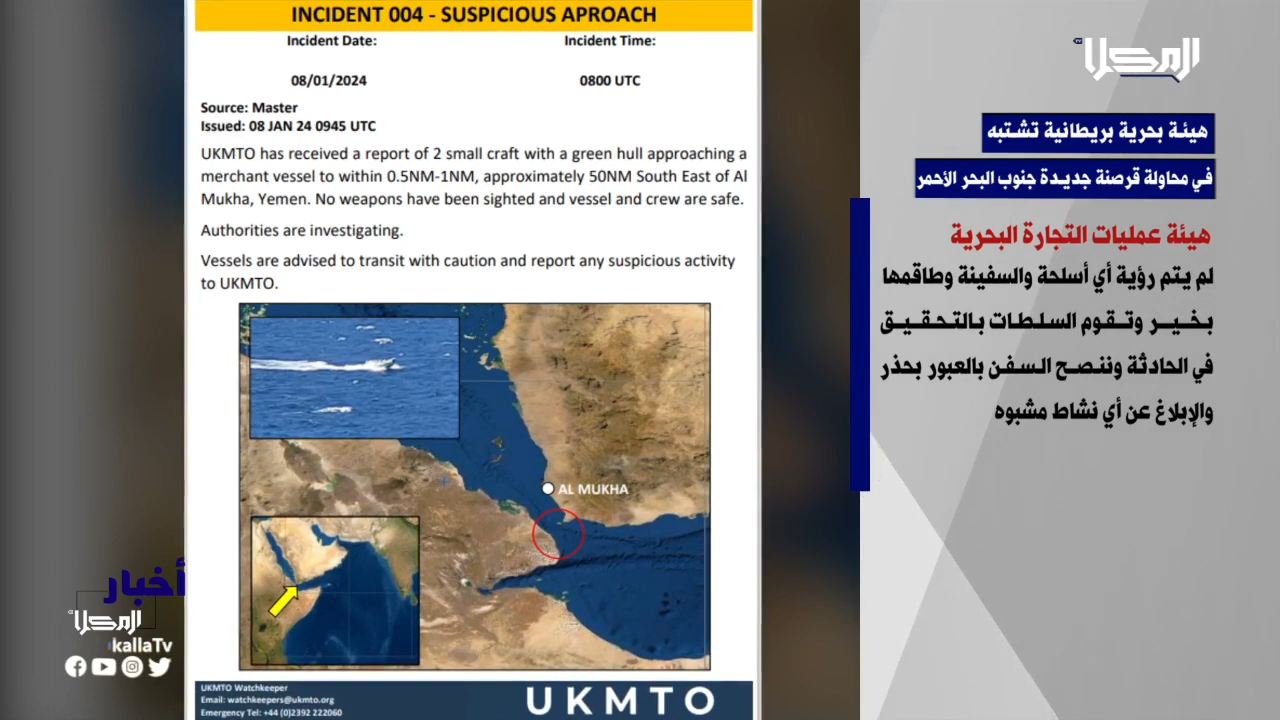 INCIDENT 004 - SUSPICIOUS APROACH
Incident Date:
Incident Time:
08/01/2024
0800 UTC
Source: Master
Issued: 08 JAN 24 0945 UTC
UKMTO has received a report of 2 small craft with a green hull approaching a
merchant vessel to within 0.5NM-1NM, approximately 50NM South East of Al
Mukha, Yemen. No weapons have been sighted and vessel and crew are safe.
Authorities are investigating.
Vessels are advised to transit with caution and report any suspicious activity
to UKMTO.
AL MUKHA
UKMTO Watchkeeper
Email: watchkeepers@ukmto.org
Emergency Tel: +44 (0)2392 222060
UKMTO
المكلا
هيئة بحرية بريطانية تشتبه
في محاولة قرصنة جديدة جنوب البحر الأحمر
هيئة عمليات التجارة البحرية
لم يتم رؤية أي أسلحة والسفينة وطاقمها
بخير وتقوم السلطات بالتحقيق
في الحادثة وننصح السفن بالعبور بحذر
والإبلاغ عن أي نشاط مشبوه
أخبار
المكلا
kallaTv